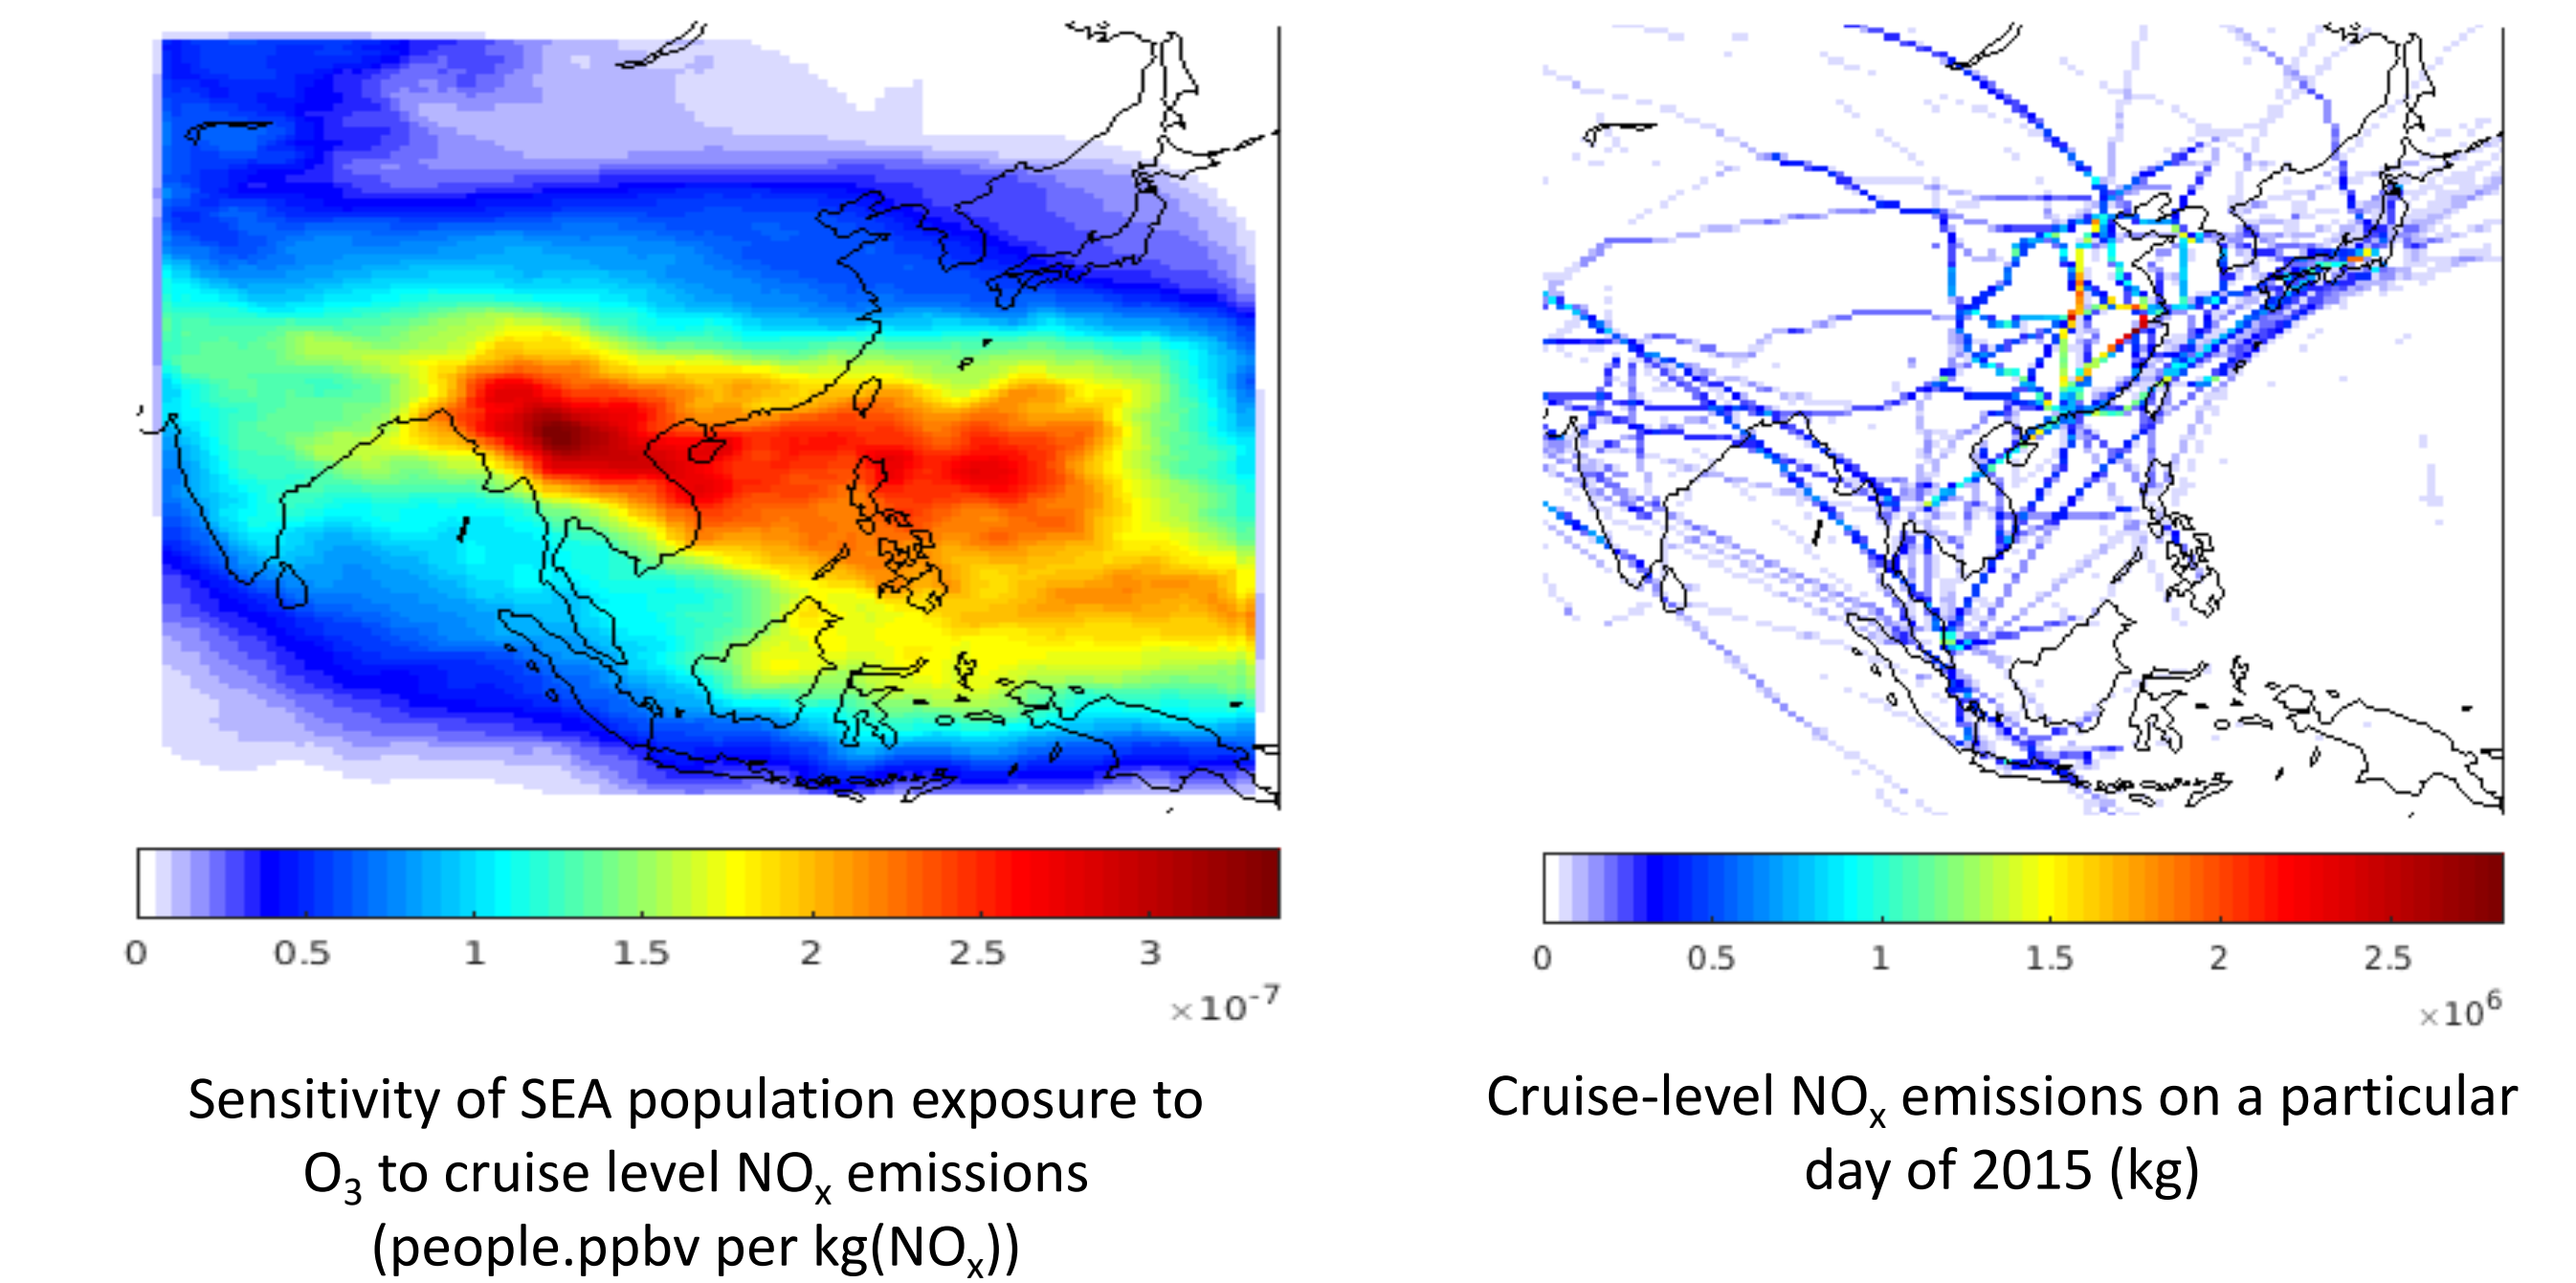 0 0.5 1 1.5 2 2.5 3
×10⁻⁷
Sensitivity of SEA population exposure to
O₃ to cruise level NOₓ emissions
(people.ppbv per kg(NOₓ))
0 0.5 1 1.5 2 2.5
×10⁶
Cruise-level NOₓ emissions on a particular
day of 2015 (kg)